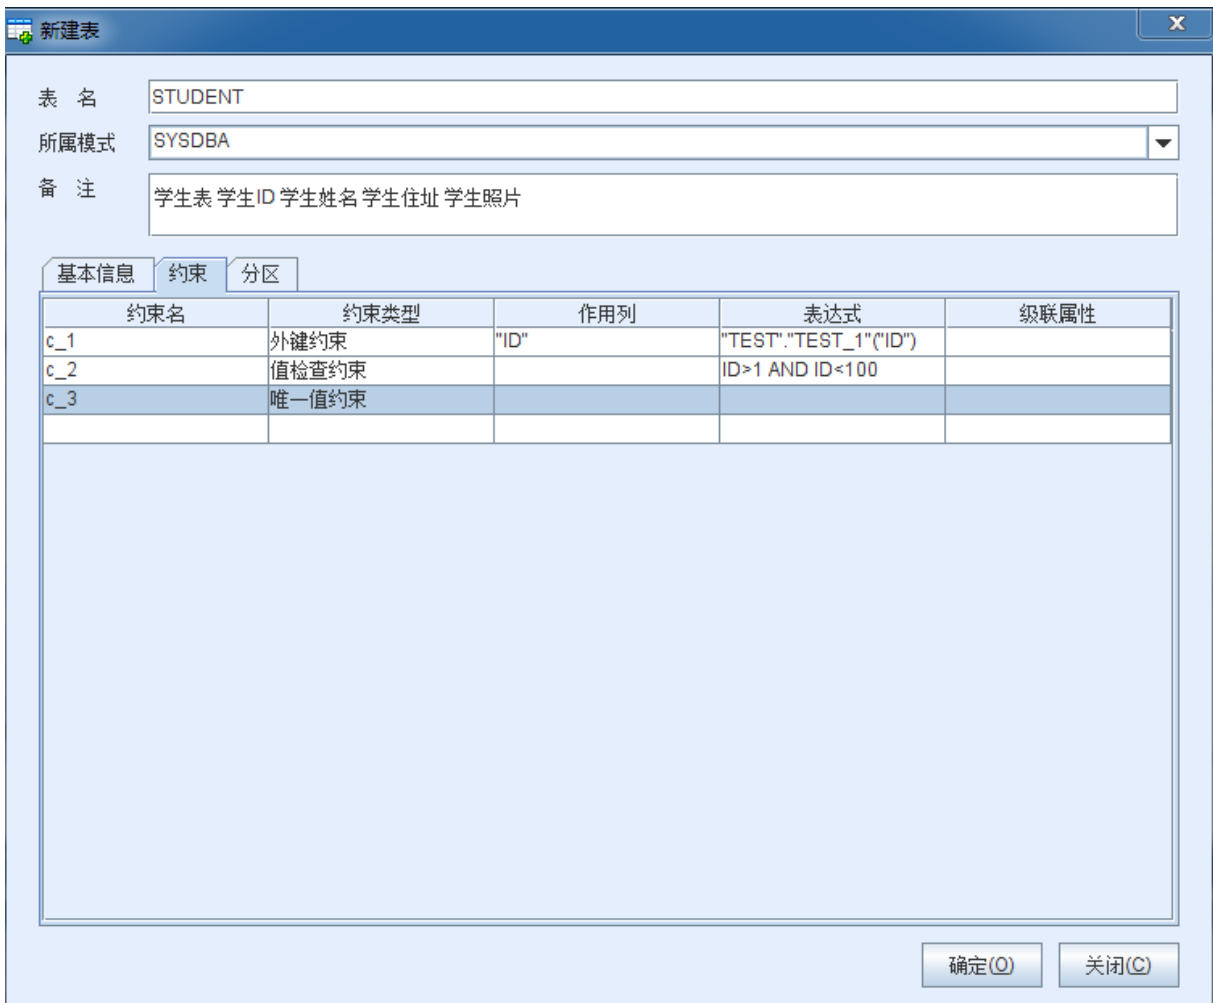 新建表
表 名 STUDENT
所属模式 SYSDBA
备 注 学生表 学生ID 学生姓名 学生住址 学生照片
基本信息 约束 分区
约束名 约束类型 作用列 表达式 级联属性
c_1 外键约束 "ID" "TEST"."TEST_1"("ID")
c_2 值检查约束 ID>1 AND ID<100
c_3 唯一值约束
确定(O) 关闭(C)